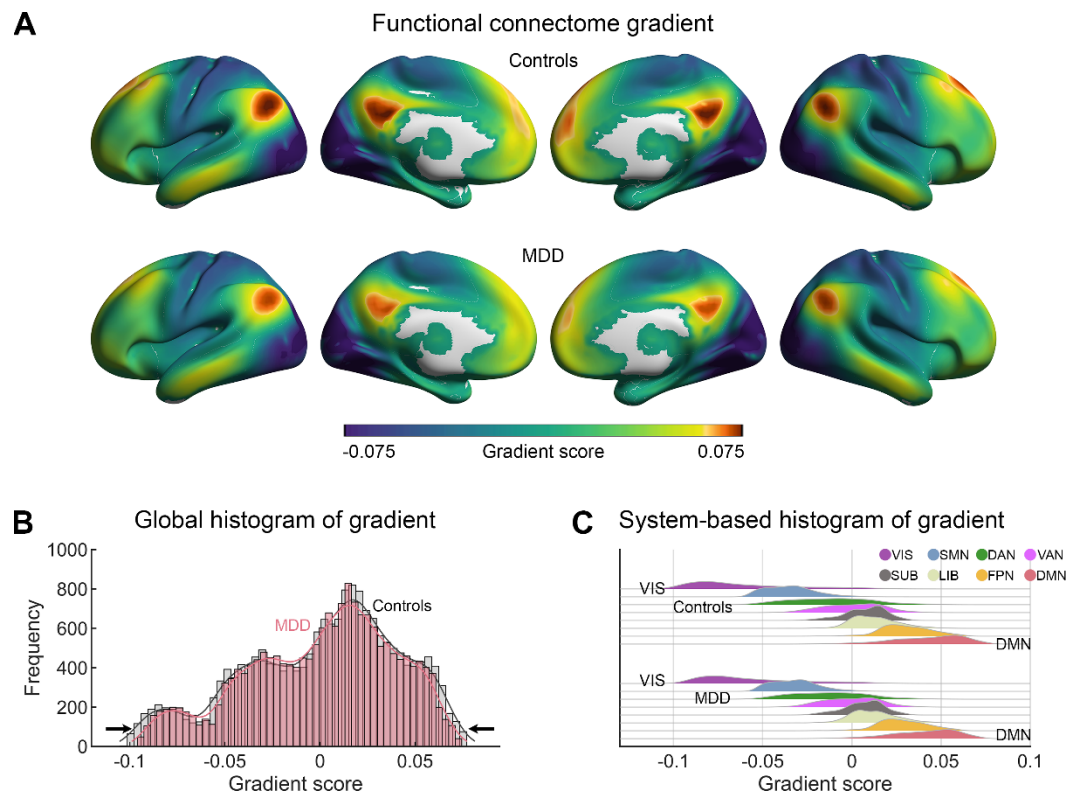 A
Functional connectome gradient
Controls
MDD
-0.075 Gradient score 0.075
B Global histogram of gradient
1000
800
600
400
200
0
Frequency
MDD
Controls
-0.1 -0.05 0 0.05
Gradient score
C System-based histogram of gradient
VIS SMN DAN VAN
SUB LIB FPN DMN
VIS
Controls
DMN
VIS
MDD
DMN
-0.1 -0.05 0 0.05 0.1
Gradient score